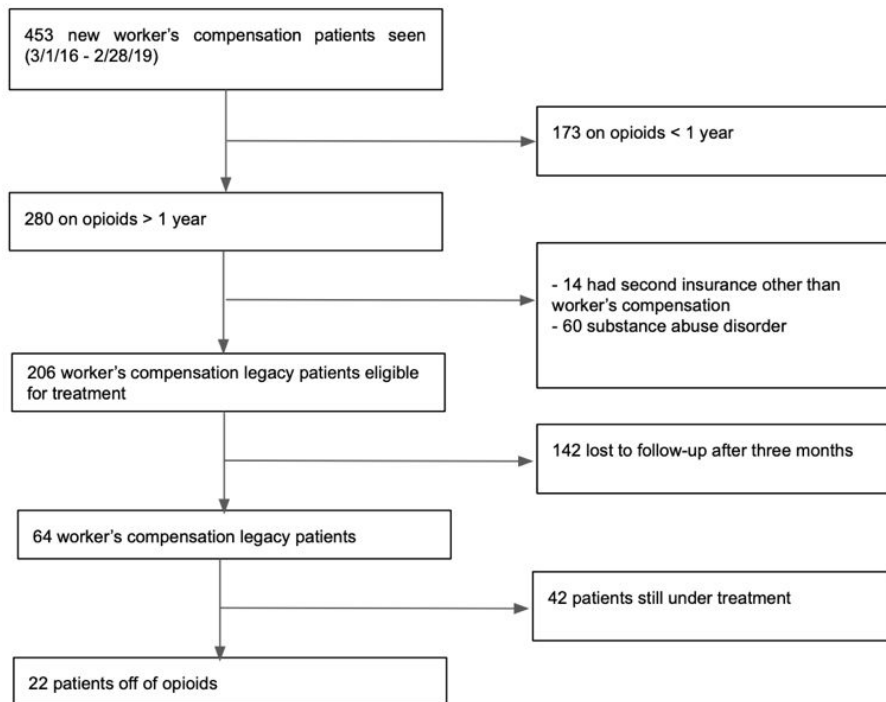 453 new worker's compensation patients seen
(3/1/16 - 2/28/19)
173 on opioids < 1 year
280 on opioids > 1 year
- 14 had second insurance other than
worker's compensation
- 60 substance abuse disorder
206 worker's compensation legacy patients eligible
for treatment
142 lost to follow-up after three months
64 worker's compensation legacy patients
42 patients still under treatment
22 patients off of opioids